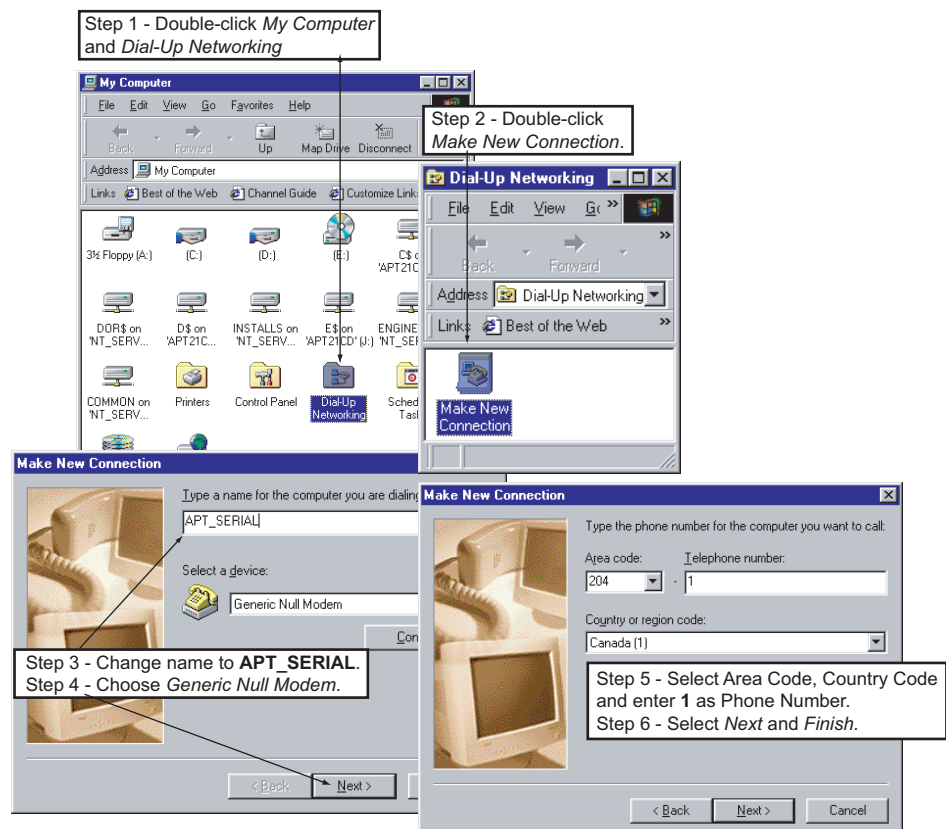 Step 1 - Double-click My Computer
and Dial-Up Networking
My Computer
File Edit View Go Favorites Help
Back Forward Up Map Drive Disconnect
Address My Computer
Links Best of the Web Channel Guide Customize Link
3½ Floppy (A:) (C:) (D:) (E:) C$
'APT21C
DOR$ on D$ on INSTALLS on E$ on ENGINE
'NT_SERV... 'APT21C... 'NT_SERV... 'APT21CD' (J:) 'NT_SER
COMMON on Printers Control Panel Dial-Up Sched
'NT_SERV... Networking Tas
Step 2 - Double-click
Make New Connection.
Dial-Up Networking
File Edit View G
Back Forward
Address Dial-Up Networking
Links Best of the Web
Make New
Connection
Make New Connection
Type a name for the computer you are dialing
APT_SERIAL
Select a device:
Generic Null Modem
Con
Step 3 - Change name to APT_SERIAL.
Step 4 - Choose Generic Null Modem.
< Back Next >
Make New Connection
Type the phone number for the computer you want to call:
Area code: Telephone number:
204 - 1
Country or region code:
Canada (1)
Step 5 - Select Area Code, Country Code
and enter 1 as Phone Number.
Step 6 - Select Next and Finish.
< Back Next > Cancel